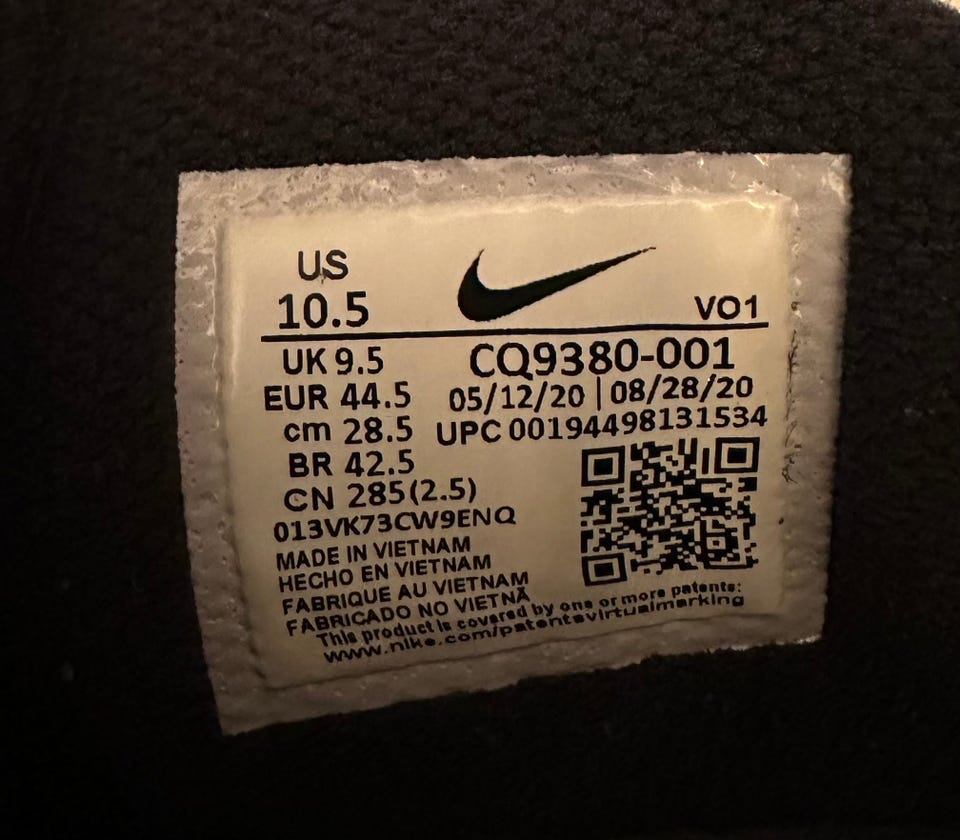 US
10.5
VO1
UK 9.5
CQ9380-001
EUR 44.5
05/12/20 | 08/28/20
cm 28.5
UPC 00194498131534
BR 42.5
CN 285(2.5)
013VK73CW9ENQ
MADE IN VIETNAM
HECHO EN VIETNAM
FABRIQUE AU VIETNAM
FABRICADO NO VIETNÃ
This product is covered by one or more patents:
www.nike.com/patentsvirtualmarking